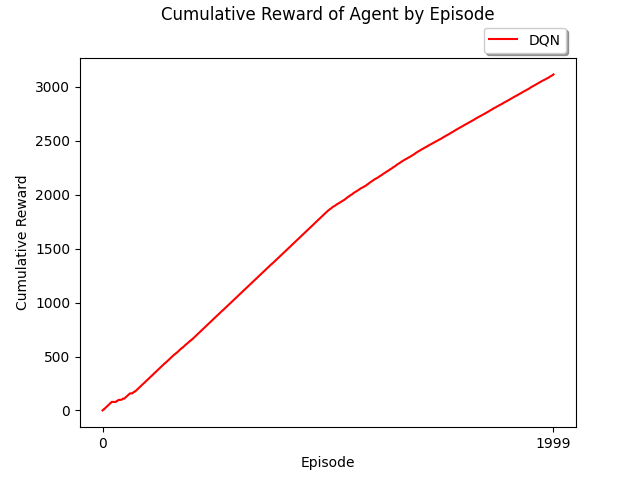 Cumulative Reward of Agent by Episode
DQN
3000
2500
2000
1500
1000
500
0
Cumulative Reward
0
1999
Episode